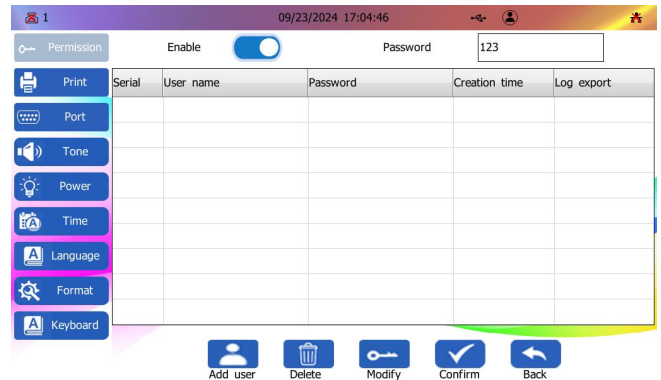 1 09/23/2024 17:04:46
Permission Enable Password 123
Print
Serial User name Password Creation time Log export
Port
Tone
Power
Time
Language
Format
Keyboard
Add user Delete Modify Confirm Back